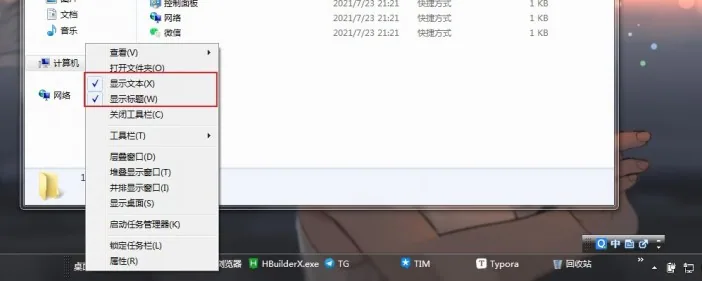 控制面板 2021/7/23 21:21 快捷方式 1 KB
文档 网络 2021/7/23 21:21 快捷方式 1 KB
音乐 微信 2021/7/23 21:21 快捷方式 1 KB
计算机
网络
查看(V)
打开文件夹(O)
显示文本(X)
显示标题(W)
关闭工具栏(C)
工具栏(T)
层叠窗口(D)
堆叠显示窗口(T)
并排显示窗口(I)
显示桌面(S)
启动任务管理器(K)
锁定任务栏(L)
属性(R)
1
中
浏览器 HBuilderX.exe TG TIM Typora 回收站